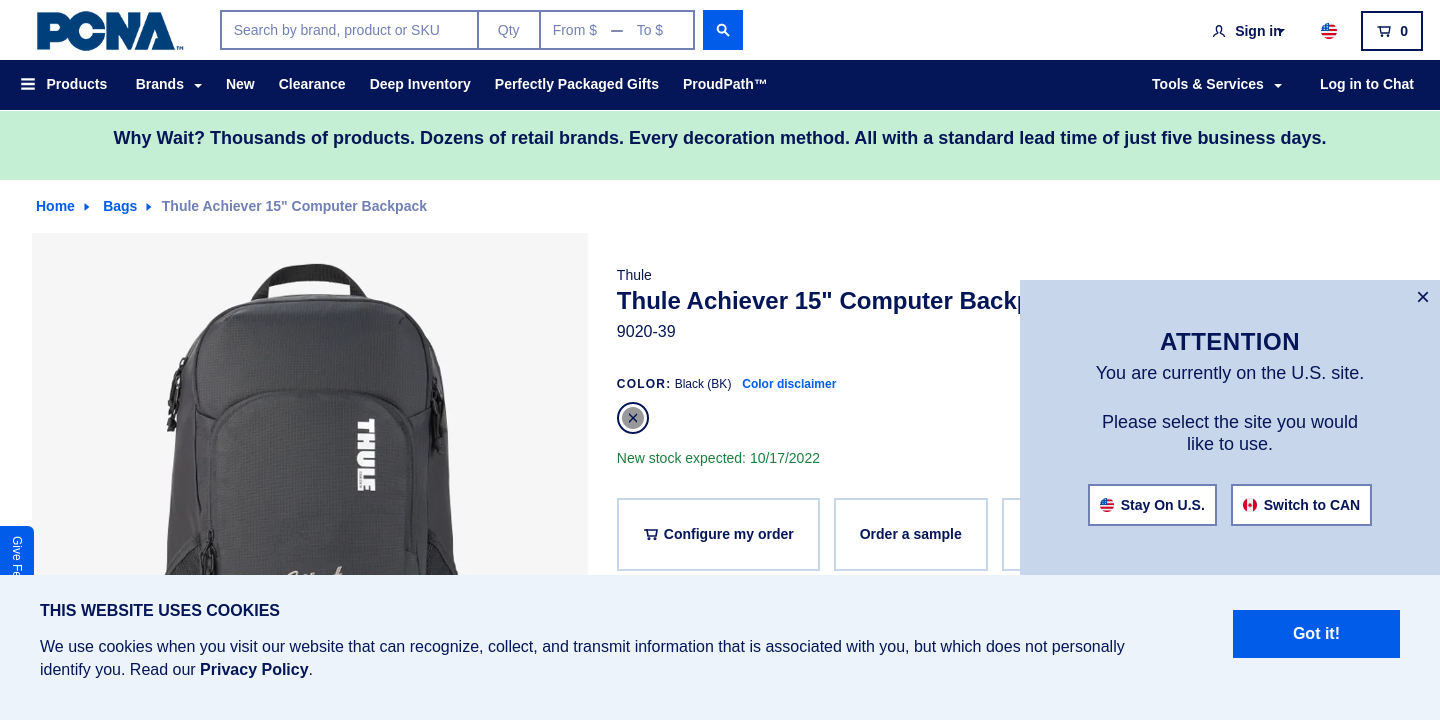 PCNA™
Search by brand, product or SKU
Qty
From $ — To $
Sign in
0
Products
Brands
New
Clearance
Deep Inventory
Perfectly Packaged Gifts
ProudPath™
Tools & Services
Log in to Chat
Why Wait? Thousands of products. Dozens of retail brands. Every decoration method. All with a standard lead time of just five business days.
Home
Bags
Thule Achiever 15" Computer Backpack
THULE
Thule
Thule Achiever 15" Computer Backp
9020-39
COLOR: Black (BK) Color disclaimer
New stock expected: 10/17/2022
Configure my order
Order a sample
ATTENTION
You are currently on the U.S. site.
Please select the site you would
like to use.
Stay On U.S.
Switch to CAN
Give Fe
THIS WEBSITE USES COOKIES
We use cookies when you visit our website that can recognize, collect, and transmit information that is associated with you, but which does not personally
identify you. Read our Privacy Policy.
Got it!